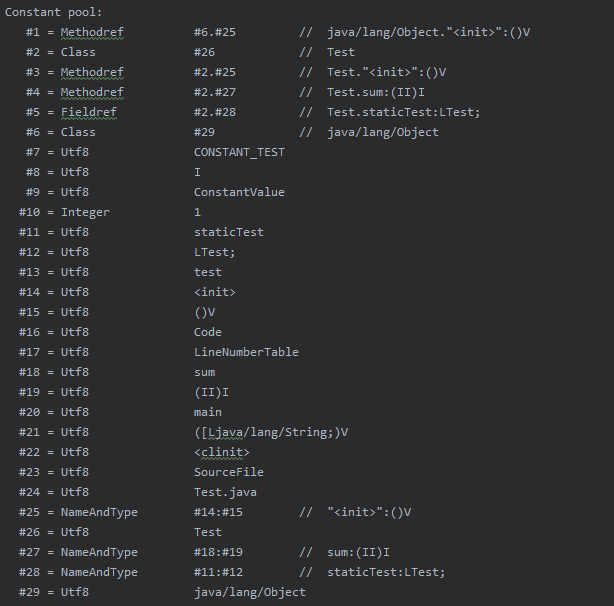 Constant pool:
#1 = Methodref #6.#25 // java/lang/Object."<init>":()V
#2 = Class #26 // Test
#3 = Methodref #2.#25 // Test."<init>":()V
#4 = Methodref #2.#27 // Test.sum:(II)I
#5 = Fieldref #2.#28 // Test.staticTest:LTest;
#6 = Class #29 // java/lang/Object
#7 = Utf8 CONSTANT_TEST
#8 = Utf8 I
#9 = Utf8 ConstantValue
#10 = Integer 1
#11 = Utf8 staticTest
#12 = Utf8 LTest;
#13 = Utf8 test
#14 = Utf8 <init>
#15 = Utf8 ()V
#16 = Utf8 Code
#17 = Utf8 LineNumberTable
#18 = Utf8 sum
#19 = Utf8 (II)I
#20 = Utf8 main
#21 = Utf8 ([Ljava/lang/String;)V
#22 = Utf8 <clinit>
#23 = Utf8 SourceFile
#24 = Utf8 Test.java
#25 = NameAndType #14:#15 // "<init>":()V
#26 = Utf8 Test
#27 = NameAndType #18:#19 // sum:(II)I
#28 = NameAndType #11:#12 // staticTest:LTest;
#29 = Utf8 java/lang/Object